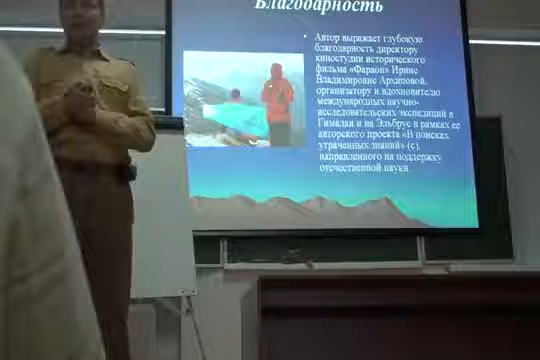 Благодарность
• Автор выражает глубокую
благодарность директору
киностудии исторического
фильма «Фараон» Ирине
Владимировне Архиповой,
организатору и вдохновителю
международных научно-
исследовательских экспедиций в
Гималаи и на Эльбрус в рамках ее
авторского проекта «В поисках
утраченных знаний» (с),
направленного на поддержку
отечественной науки